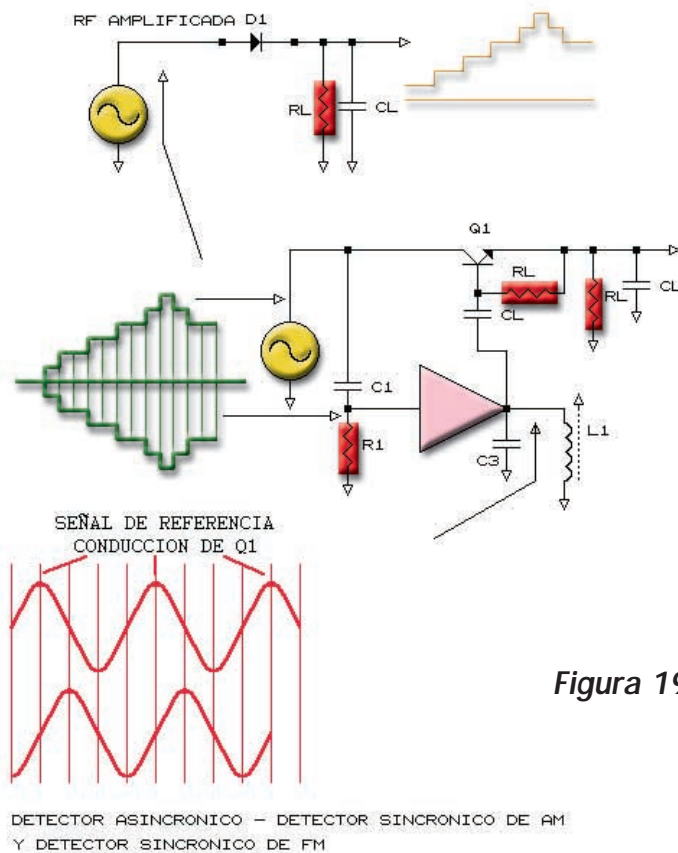 RF AMPLIFICADA D1
RL
CL
Q1
RL
CL
RL
CL
C1
R1
C3
L1
SEÑAL DE REFERENCIA
CONDUCCION DE Q1
Figura 19
DETECTOR ASINCRONICO – DETECTOR SINCRONICO DE AM
Y DETECTOR SINCRONICO DE FM